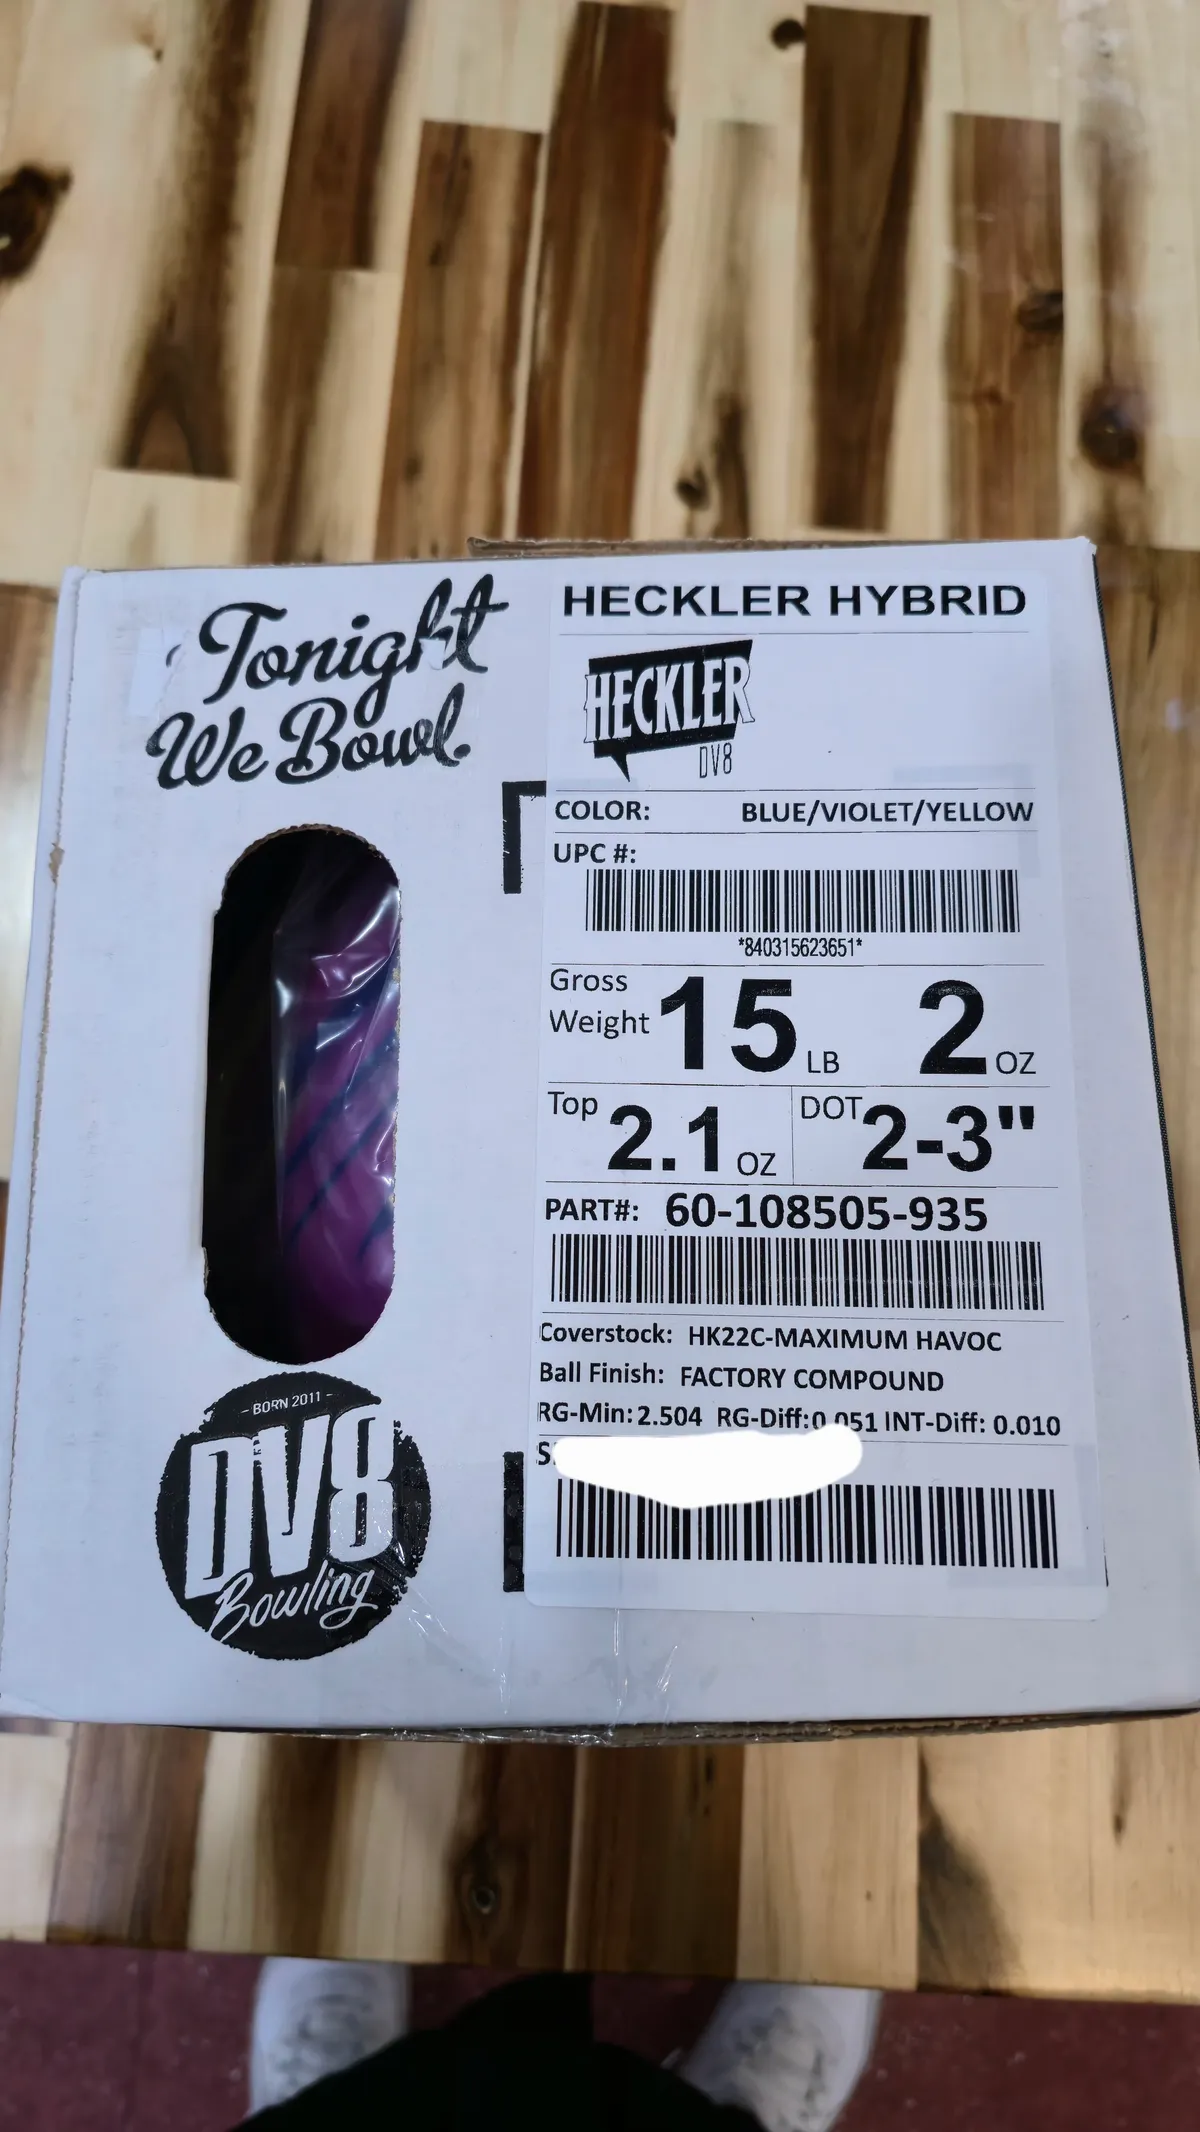 Tonight
We Bowl.
HECKLER HYBRID
HECKLER
DV8
COLOR: BLUE/VIOLET/YELLOW
UPC #:
*840315623651*
Gross
Weight 15 LB 2 OZ
Top 2.1 OZ DOT 2-3"
PART#: 60-108505-935
Coverstock: HK22C-MAXIMUM HAVOC
Ball Finish: FACTORY COMPOUND
RG-Min: 2.504 RG-Diff: 0.051 INT-Diff: 0.010
- BORN 2011 -
DV8
Bowling